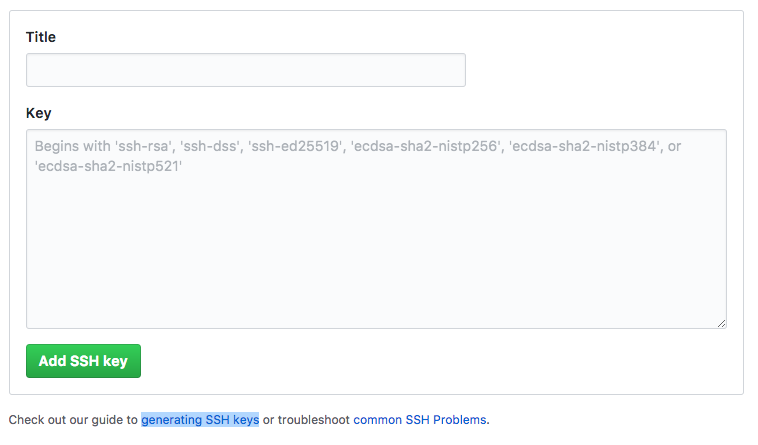 Title
Key
Begins with 'ssh-rsa', 'ssh-dss', 'ssh-ed25519', 'ecdsa-sha2-nistp256', 'ecdsa-sha2-nistp384', or
'ecdsa-sha2-nistp521'
Add SSH key
Check out our guide to generating SSH keys or troubleshoot common SSH Problems.